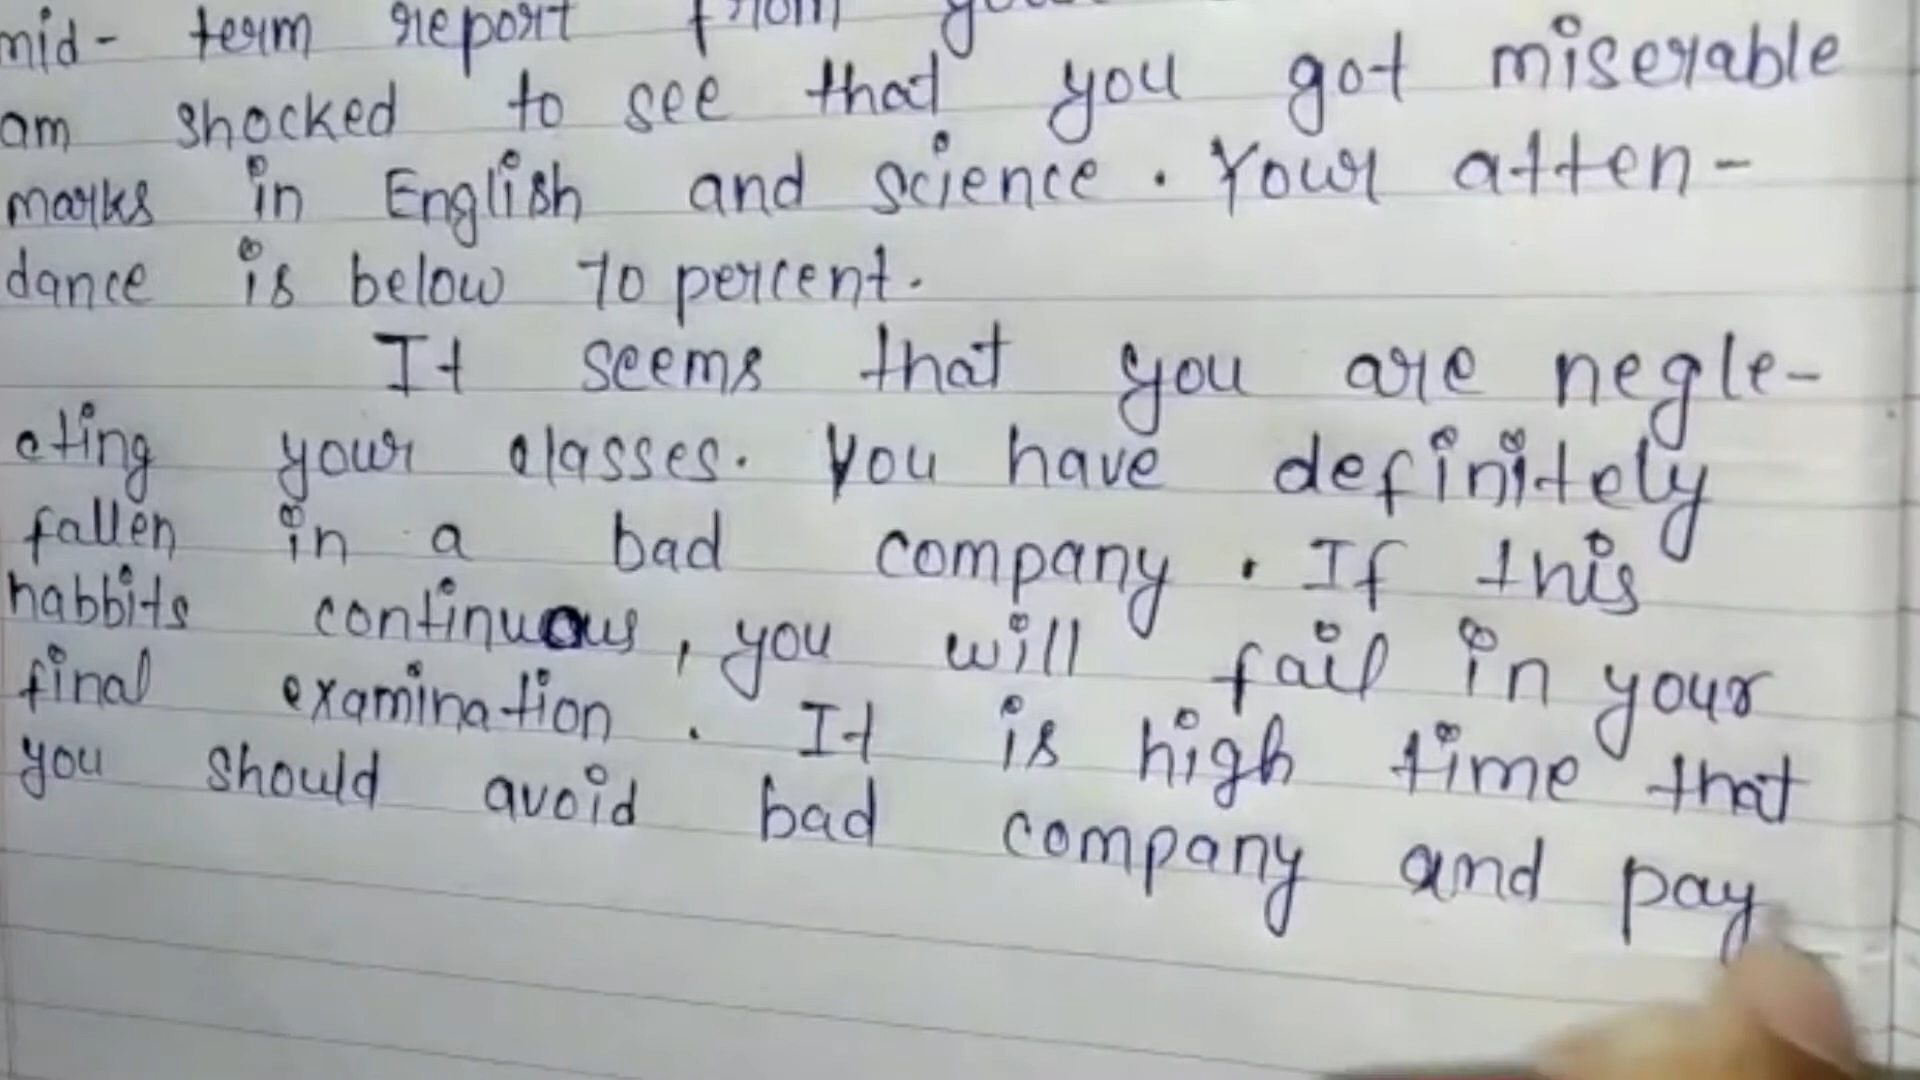 mid- term report from
am shocked to see that you got miserable
marks in English and science. Your atten-
dance is below 70 percent.
It seems that you are negle-
cting your classes. You have definitely
fallen in a bad company. If this
habbits continuous, you will fail in your
final examination. It is high time that
you should avoid bad company and pay